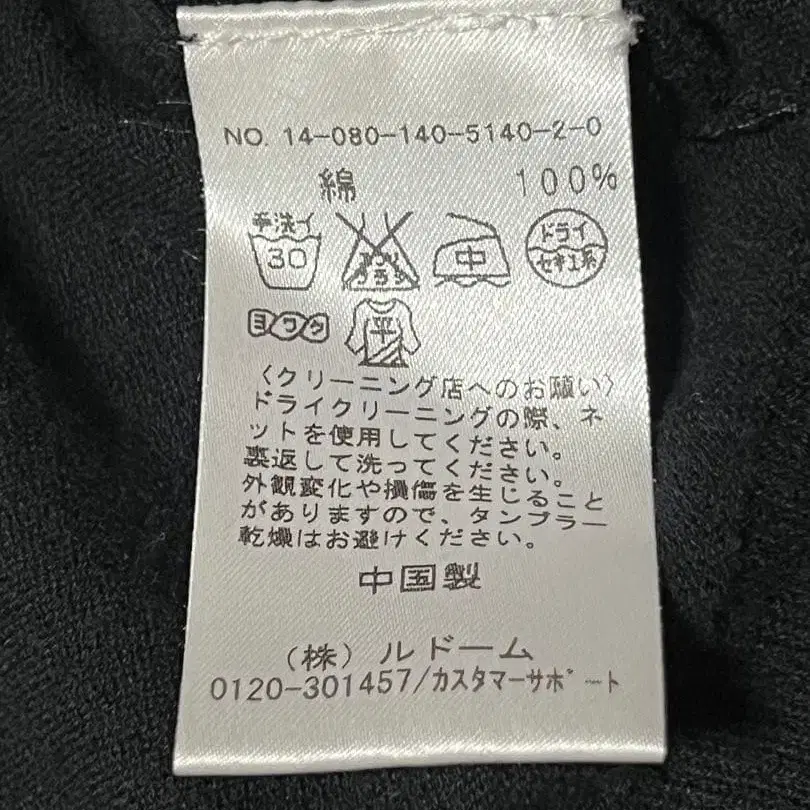 NO. 14-080-140-5140-2-0
綿 100%
手洗イ
30
エンソ
サラシ
中
ドライ
セキユ系
ヨワク
平
〈クリーニング店へのお願い〉
ドライクリーニングの際、ネ
ットを使用してください。
裏返して洗ってください。
外観変化や損傷を生じること
がありますので、タンブラー
乾燥はお避けください。
中国製
(株)ルドーム
0120-301457/カスタマーサポート